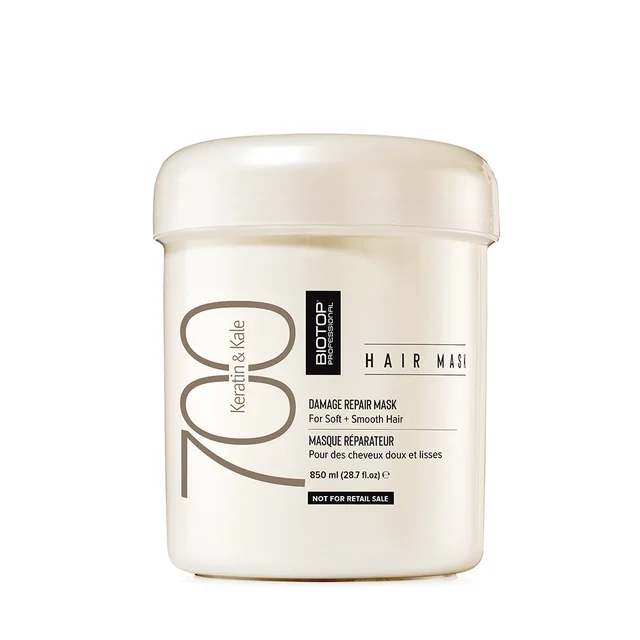 700
Keratin & Kale
BIOTOP®
PROFESSIONAL
HAIR MASK
DAMAGE REPAIR MASK
For Soft + Smooth Hair
MASQUE RÉPARATEUR
Pour des cheveux doux et lisses
850 ml (28.7 fl.oz) ℮
NOT FOR RETAIL SALE